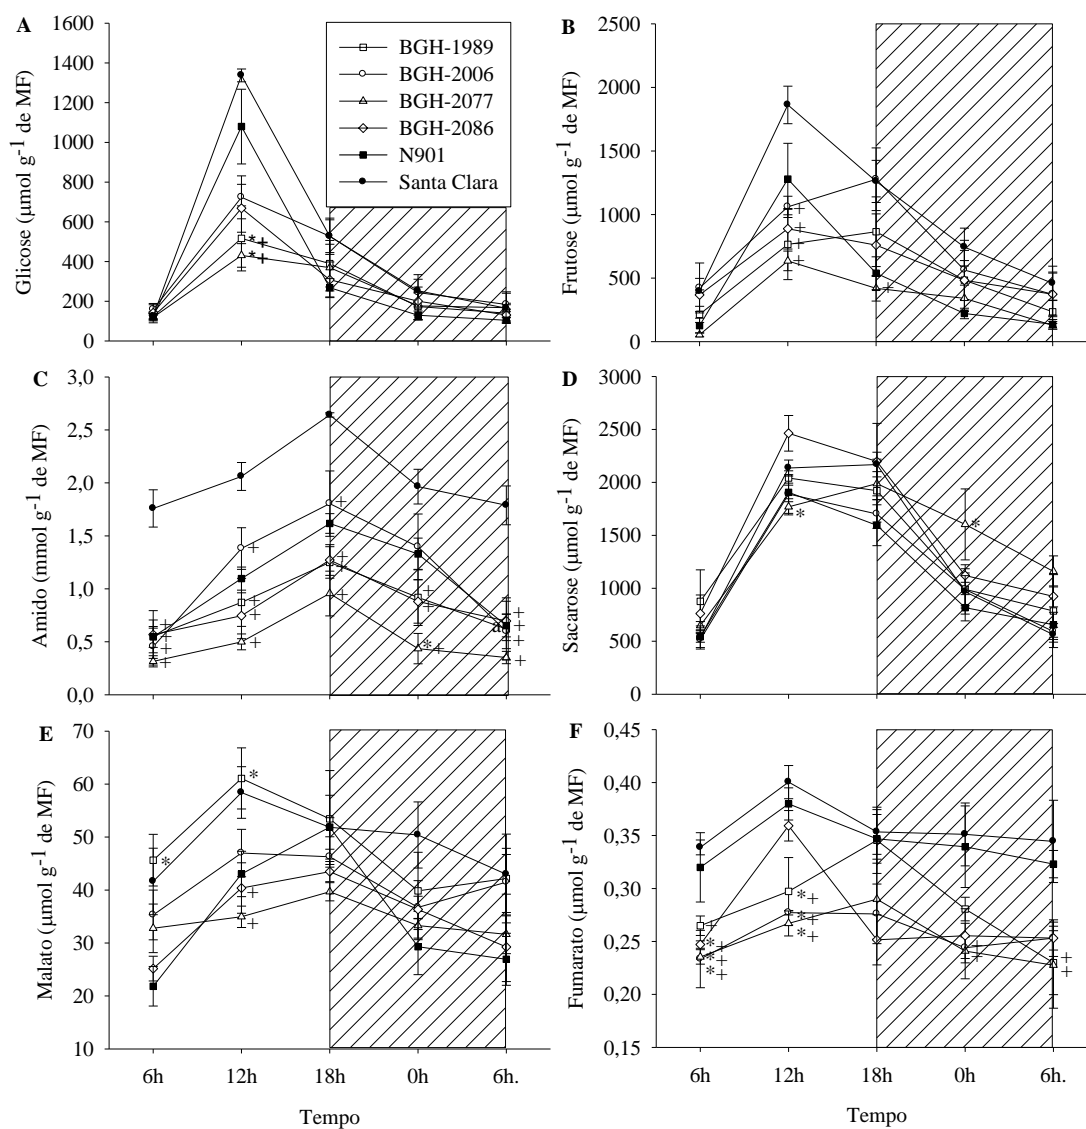 A
Glicose (μmol g-1 de MF)
1600
1400
1200
1000
800
600
400
200
0
BGH-1989
BGH-2006
BGH-2077
BGH-2086
N901
Santa Clara
*+
*+
B
Frutose (μmol g-1 de MF)
2500
2000
1500
1000
500
0
+
+
+
+
+
C
Amido (mmol g-1 de MF)
3,0
2,5
2,0
1,5
1,0
0,5
0,0
D
Sacarose (μmol g-1 de MF)
3000
2500
2000
1500
1000
500
0
*
*
E
Malato (μmol g-1 de MF)
70
60
50
40
30
20
10
*
*
+
+
6h
12h
18h
0h
6h.
Tempo
F
Fumarato (μmol g-1 de MF)
0,45
0,40
0,35
0,30
0,25
0,20
0,15
+
*+
*+
*+
*+
*+
*+
+
+
+
6h
12h
18h
0h
6h.
Tempo